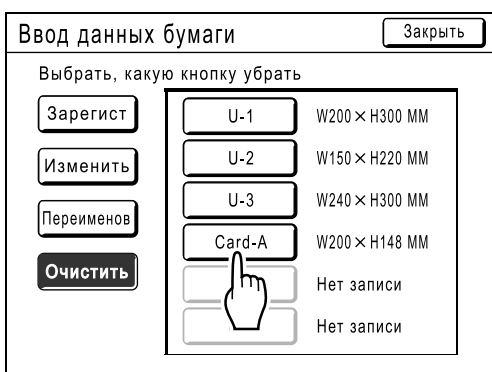 Ввод данных бумаги
Закрыть
Выбрать, какую кнопку убрать
Зарегист
Изменить
Переименов
Очистить
U-1 W200×H300 MM
U-2 W150×H220 MM
U-3 W240×H300 MM
Card-A W200×H148 MM
Нет записи
Нет записи